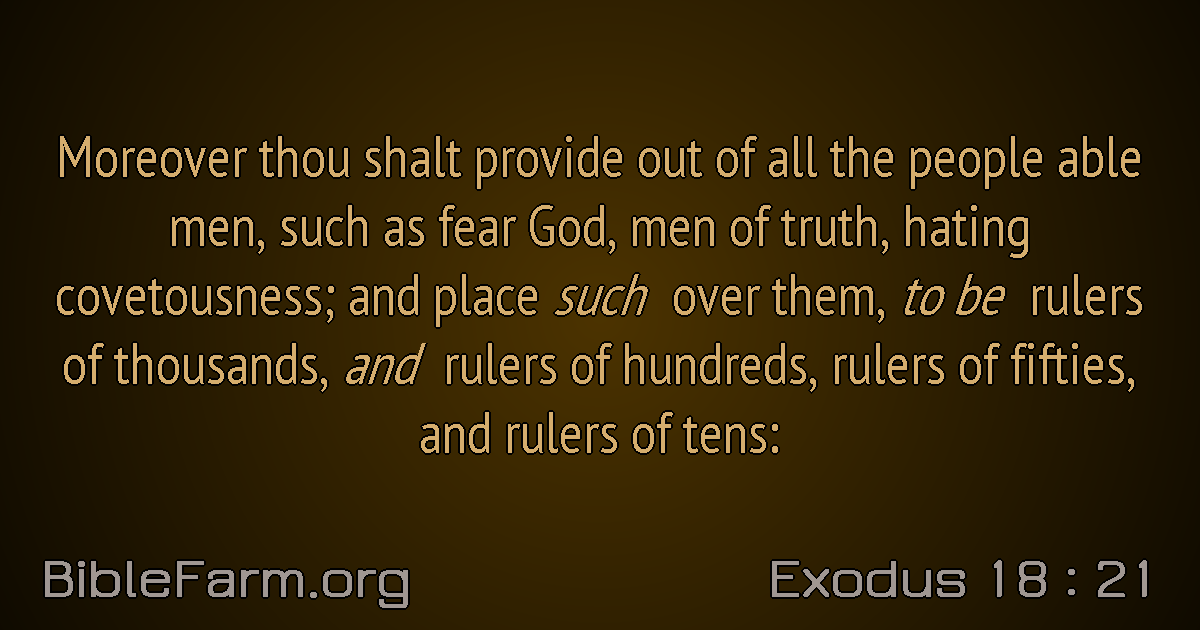 Moreover thou shalt provide out of all the people able
men, such as fear God, men of truth, hating
covetousness; and place such over them, to be rulers
of thousands, and rulers of hundreds, rulers of fifties,
and rulers of tens:
BibleFarm.org
Exodus 18 : 21